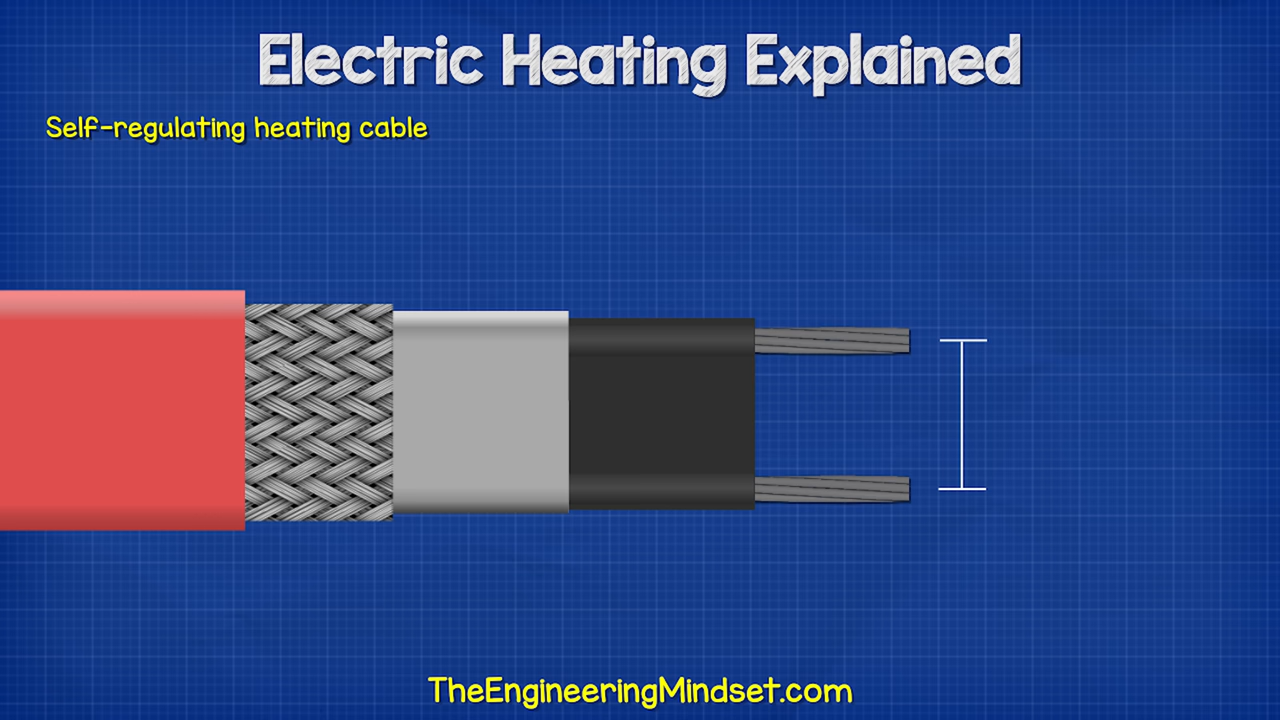 Electric Heating Explained
Self-regulating heating cable
TheEngineeringMindset.com